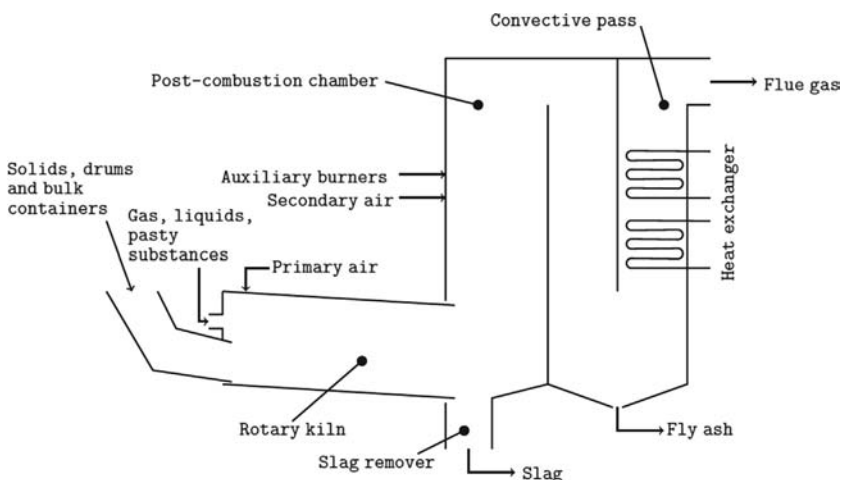 Convective pass
Post-combustion chamber
Flue gas
Solids, drums
and bulk
containers
Auxiliary burners
Secondary air
Gas, liquids,
pasty
substances
Primary air
Heat exchanger
Rotary kiln
Fly ash
Slag remover
Slag